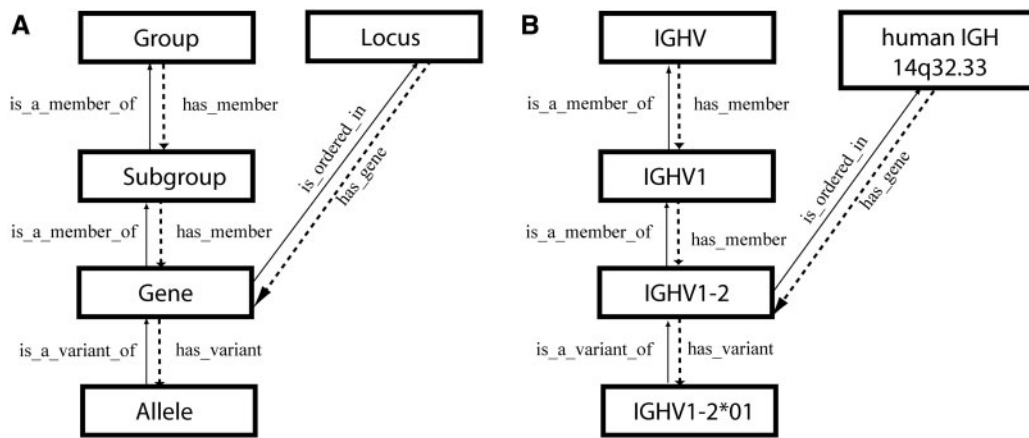 A
Group
Locus
is_a_member_of
has_member
is_ordered_in
has_gene
Subgroup
is_a_member_of
has_member
Gene
is_a_variant_of
has_variant
Allele
B
IGHV
human IGH
14q32.33
is_a_member_of
has_member
is_ordered_in
has_gene
IGHV1
is_a_member_of
has_member
IGHV1-2
is_a_variant_of
has_variant
IGHV1-2*01